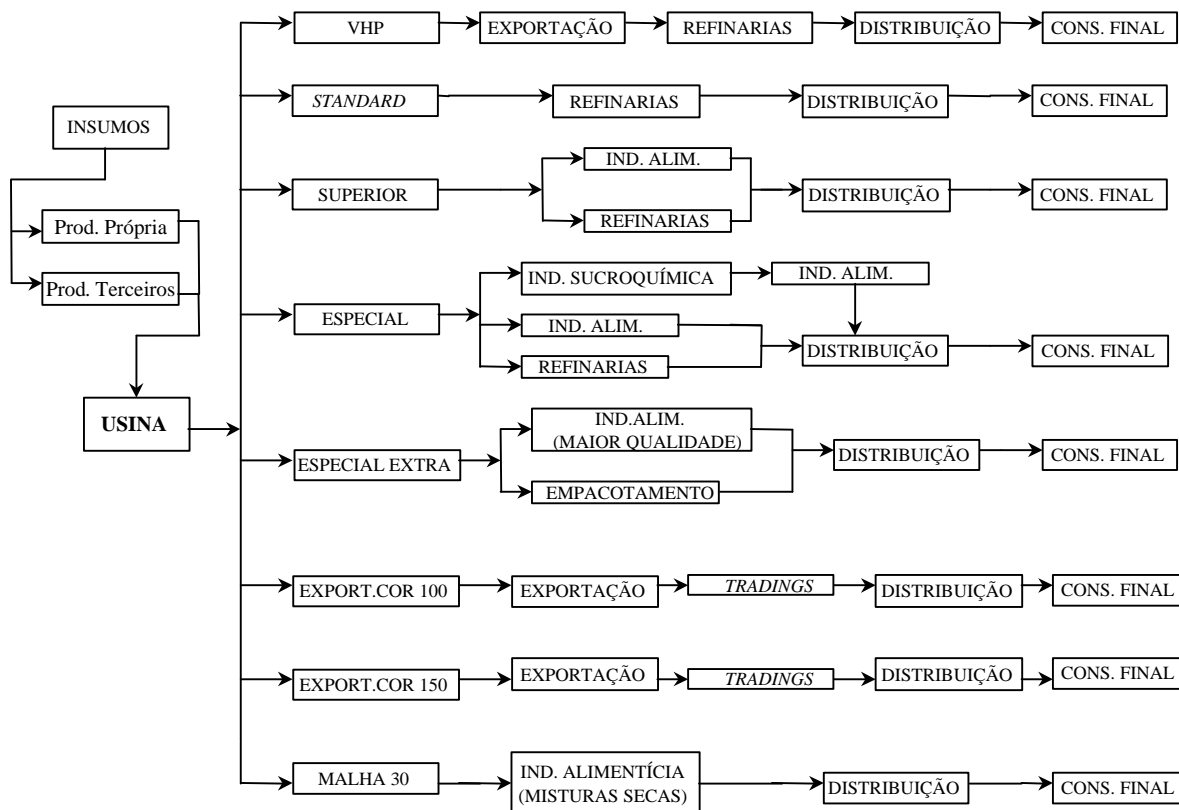 VHP
EXPORTAÇÃO
REFINARIAS
DISTRIBUIÇÃO
CONS. FINAL
STANDARD
REFINARIAS
DISTRIBUIÇÃO
CONS. FINAL
INSUMOS
Prod. Própria
Prod. Terceiros
USINA
SUPERIOR
IND. ALIM.
REFINARIAS
DISTRIBUIÇÃO
CONS. FINAL
ESPECIAL
IND. SUCROQUÍMICA
IND. ALIM.
IND. ALIM.
REFINARIAS
DISTRIBUIÇÃO
CONS. FINAL
ESPECIAL EXTRA
IND.ALIM.
(MAIOR QUALIDADE)
EMPACOTAMENTO
DISTRIBUIÇÃO
CONS. FINAL
EXPORT.COR 100
EXPORTAÇÃO
TRADINGS
DISTRIBUIÇÃO
CONS. FINAL
EXPORT.COR 150
EXPORTAÇÃO
TRADINGS
DISTRIBUIÇÃO
CONS. FINAL
MALHA 30
IND. ALIMENTÍCIA
(MISTURAS SECAS)
DISTRIBUIÇÃO
CONS. FINAL